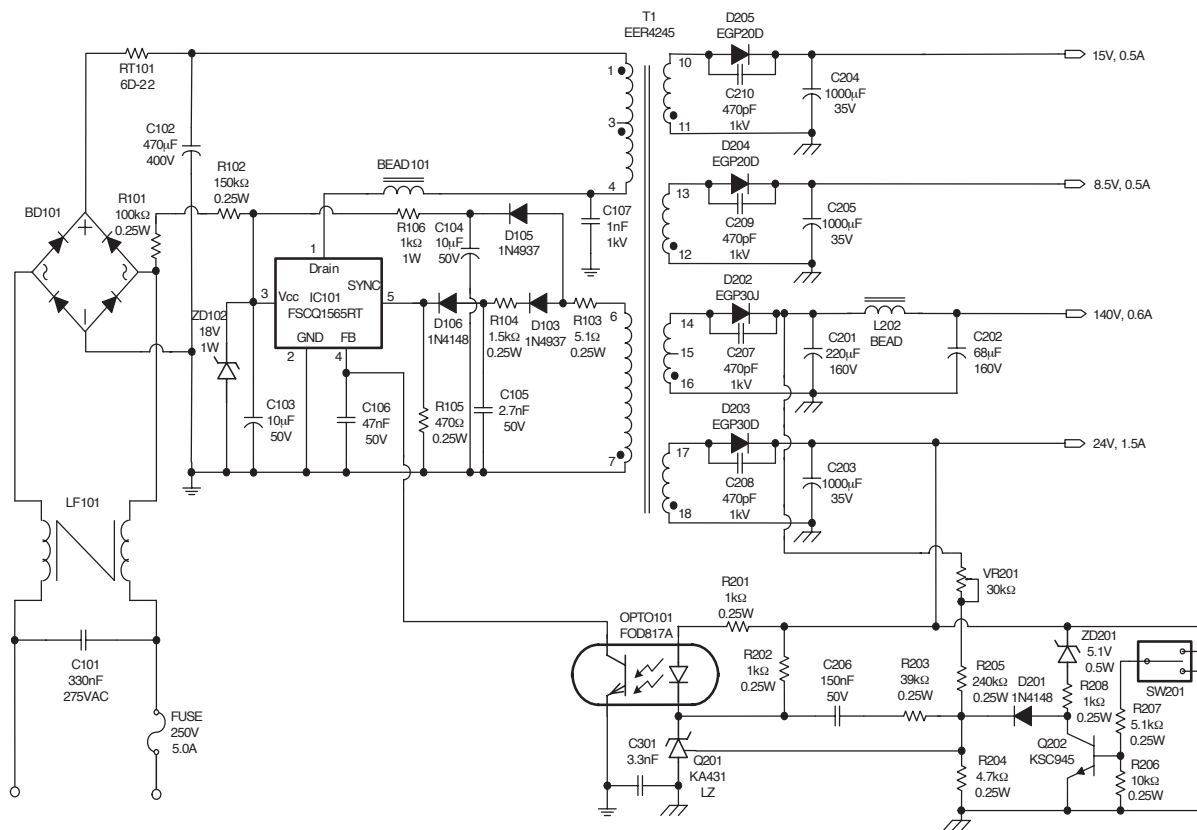 T1
EER4245
RT101
6D-22
C102
470μF
400V
BD101
R101
100kΩ
0.25W
R102
150kΩ
0.25W
BEAD101
1
3
4
R106
1kΩ
1W
C104
10μF
50V
D105
1N4937
C107
1nF
1kV
1
Drain
SYNC
3
Vcc
IC101
FSCQ1565RT
5
GND
FB
2
4
ZD102
18V
1W
D106
1N4148
R104
1.5kΩ
0.25W
D103
1N4937
R103
5.1Ω
0.25W
6
7
C103
10μF
50V
C106
47nF
50V
R105
470Ω
0.25W
C105
2.7nF
50V
LF101
C101
330nF
275VAC
FUSE
250V
5.0A
D205
EGP20D
10
11
C210
470pF
1kV
C204
1000μF
35V
15V, 0.5A
D204
EGP20D
13
12
C209
470pF
1kV
C205
1000μF
35V
8.5V, 0.5A
D202
EGP30J
14
15
16
C207
470pF
1kV
C201
220μF
160V
L202
BEAD
C202
68μF
160V
140V, 0.6A
D203
EGP30D
17
18
C208
470pF
1kV
C203
1000μF
35V
24V, 1.5A
VR201
30kΩ
OPTO101
FOD817A
R201
1kΩ
0.25W
R202
1kΩ
0.25W
C206
150nF
50V
R203
39kΩ
0.25W
R205
240kΩ
0.25W
D201
1N4148
ZD201
5.1V
0.5W
R208
1kΩ
0.25W
SW201
R207
5.1kΩ
0.25W
C301
3.3nF
Q201
KA431
LZ
R204
4.7kΩ
0.25W
Q202
KSC945
R206
10kΩ
0.25W